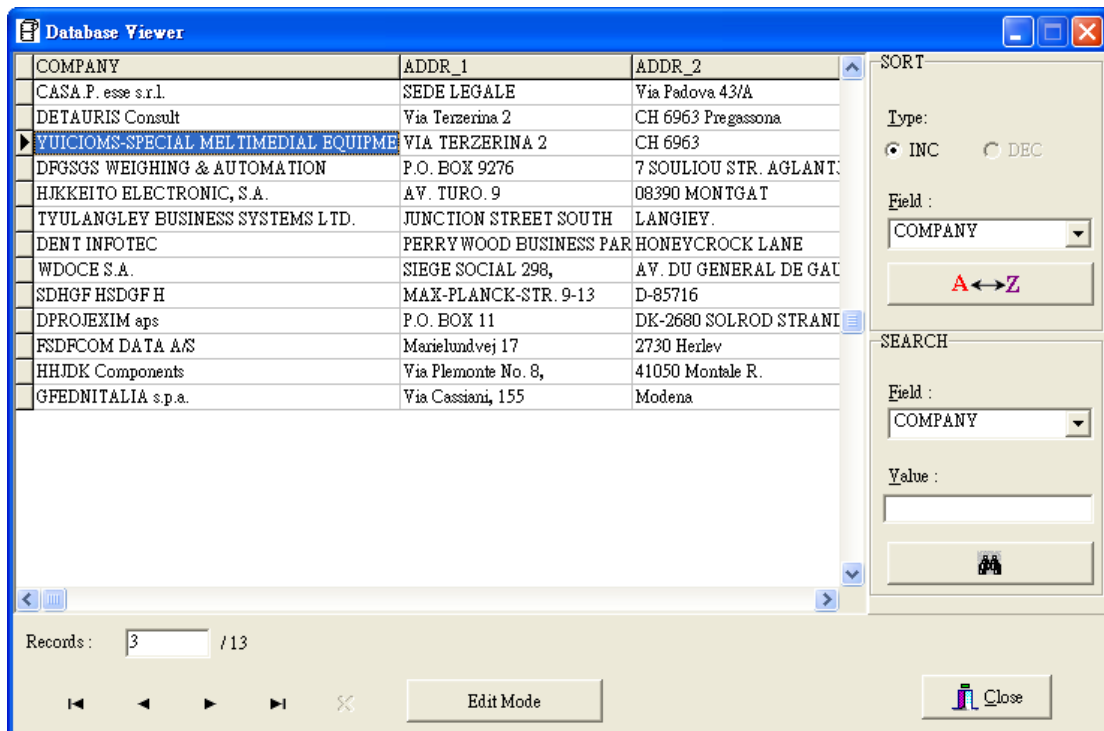 Database Viewer
COMPANY ADDR_1 ADDR_2
CASA.P. esse s.r.l. SEDE LEGALE Via Padova 43/A
DETAURIS Consult Via Terzerina 2 CH 6963 Pregassona
YUICIOMS-SPECIAL MELTIMEDIAL EQUIPME VIA TERZERINA 2 CH 6963
DFGSGS WEIGHING & AUTOMATION P.O. BOX 9276 7 SOULIOU STR. AGLANTJ
HJKKEITO ELECTRONIC, S.A. AV. TURO. 9 08390 MONTGAT
TYULANGLEY BUSINESS SYSTEMS LTD. JUNCTION STREET SOUTH LANGIEY.
DENT INFOTEC PERRYWOOD BUSINESS PAR HONEYCROCK LANE
WDOCE S.A. SIEGE SOCIAL 298, AV. DU GENERAL DE GAU
SDHGF HSDGF H MAX-PLANCK-STR. 9-13 D-85716
DPROJEXIM aps P.O. BOX 11 DK-2680 SOLROD STRAND
FSDFCOM DATA A/S Marielundvej 17 2730 Herlev
HHJDK Components Via Plemonte No. 8, 41050 Montale R.
GFEDNITALIA s.p.a. Via Cassiani, 155 Modena
SORT
Type:
INC DEC
Field :
COMPANY
A↔Z
SEARCH
Field :
COMPANY
Value :
Records : 3 / 13
Edit Mode
Close